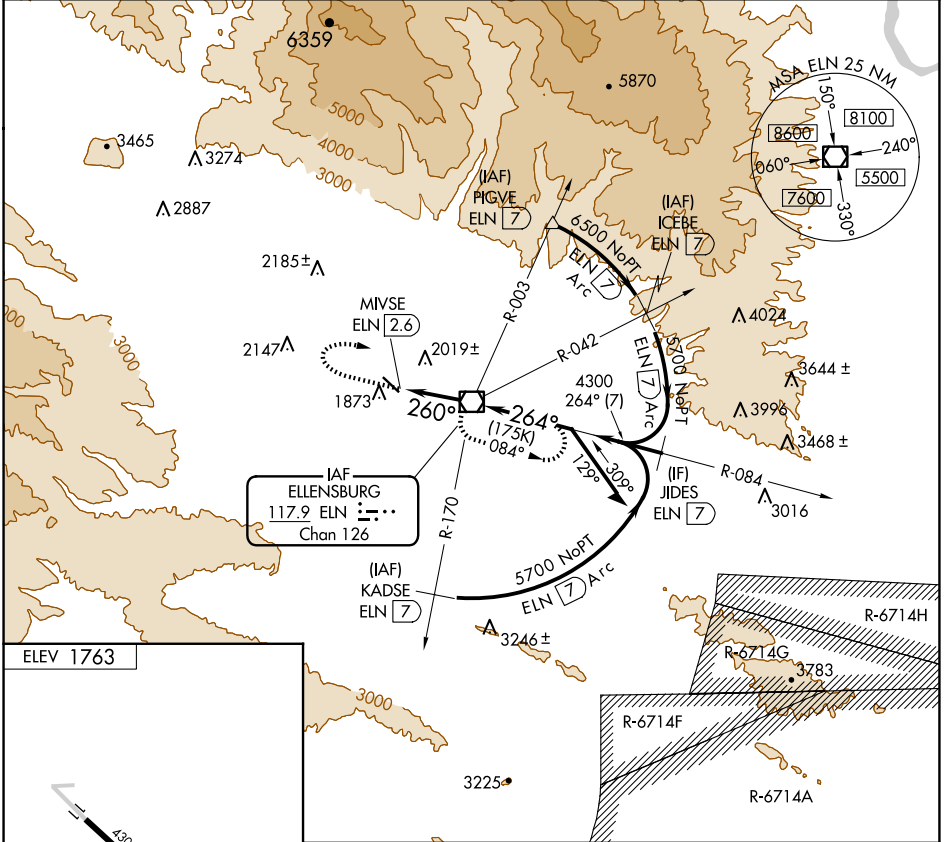 6359
5870
MSA ELN 25 NM
150°
8100
8600
240°
060°
5500
7600
330°
3465
3274
2887
5000
4000
3000
(IAF)
PIGVE
ELN 7
6500 NoPT
ELN 7
Arc
(IAF)
ICEBE
ELN 7
2185±
MIVSE
ELN 2.6
R-003
R-042
4024
2147
2019±
5700 NoPT
ELN 7 Arc
3644 ±
3000
3000
1873
260°
264°
(175K)
084°
4300
264° (7)
3996
3468 ±
129°
309°
(IF)
JIDES
ELN 7
R-084
3016
IAF
ELLENSBURG
117.9 ELN
Chan 126
R-170
(IAF)
KADSE
ELN 7
5700 NoPT
ELN 7 Arc
3246 ±
R-6714H
R-6714G
3783
ELEV 1763
3000
R-6714F
3225
R-6714A
430